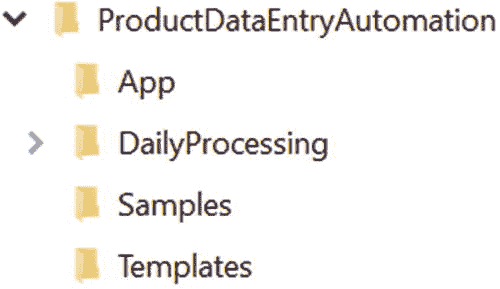 ProductDataEntryAutomation
App
DailyProcessing
Samples
Templates